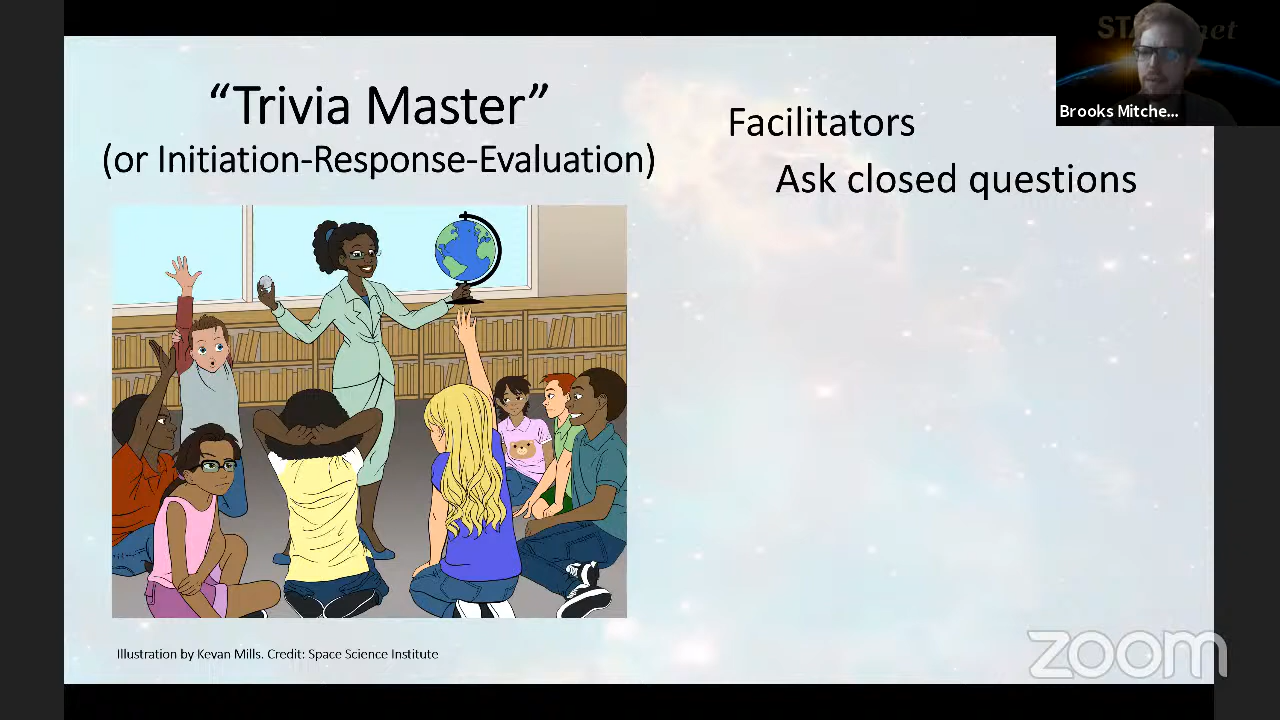 “Trivia Master”
(or Initiation-Response-Evaluation)
Facilitators
Ask closed questions
Illustration by Kevan Mills. Credit: Space Science Institute
Brooks Mitche...
zoom